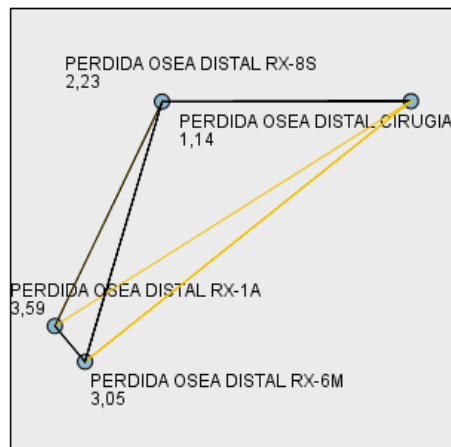 PERDIDA OSEA DISTAL RX-8S
2,23
PERDIDA OSEA DISTAL CIRUGIA
1,14
PERDIDA OSEA DISTAL RX-1A
3,59
PERDIDA OSEA DISTAL RX-6M
3,05